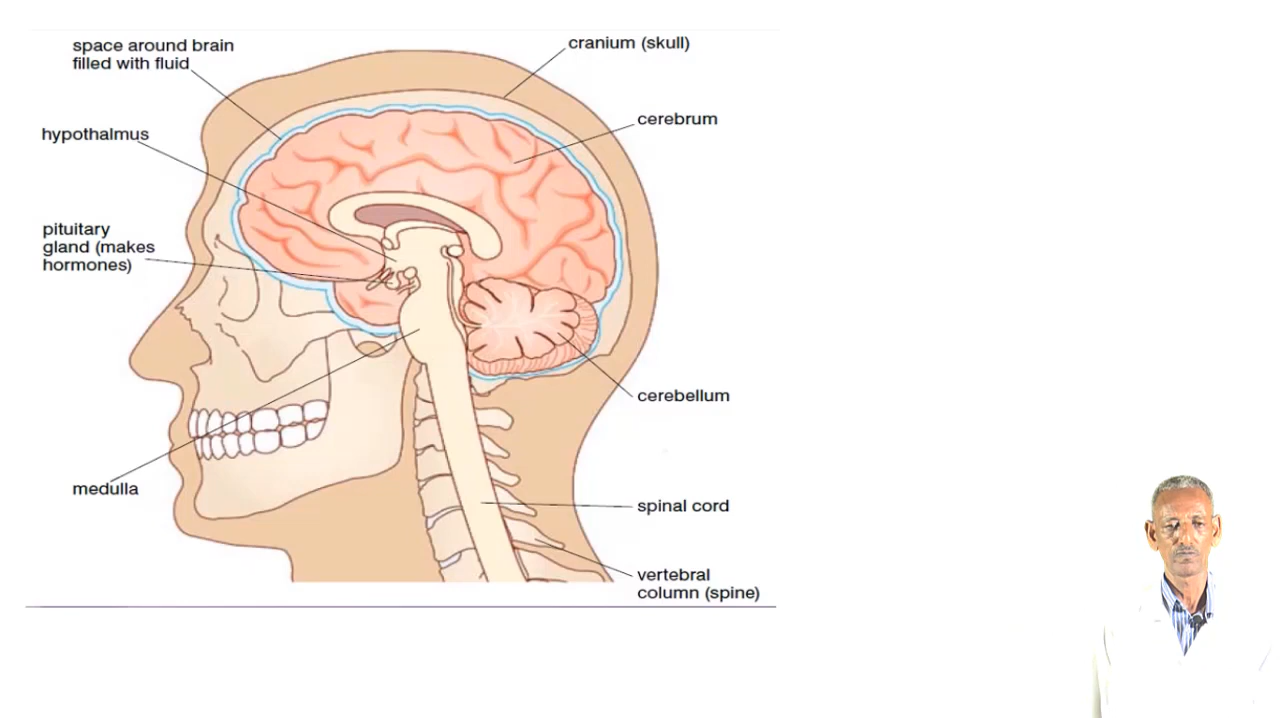 space around brain
filled with fluid
cranium (skull)
cerebrum
hypothalmus
pituitary
gland (makes
hormones)
cerebellum
medulla
spinal cord
vertebral
column (spine)